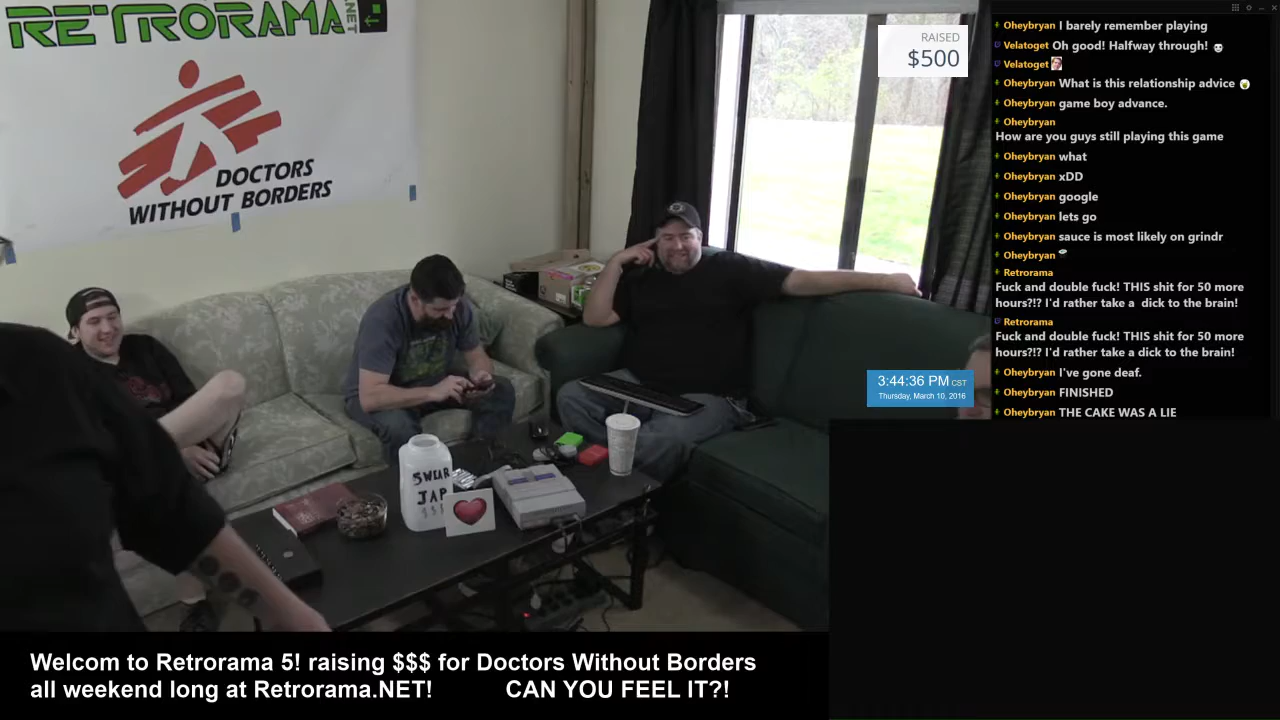 RETRORAMA
.NET
DOCTORS
WITHOUT BORDERS
RAISED
$500
Oheybryan I barely remember playing
Velatoget Oh good! Halfway through!
Velatoget
Oheybryan What is this relationship advice
Oheybryan game boy advance.
Oheybryan
How are you guys still playing this game
Oheybryan what
Oheybryan xDD
Oheybryan google
Oheybryan lets go
Oheybryan sauce is most likely on grindr
Oheybryan
Retrorama
Fuck and double fuck! THIS shit for 50 more
hours?!? I'd rather take a dick to the brain!
Retrorama
Fuck and double fuck! THIS shit for 50 more
hours?!? I'd rather take a dick to the brain!
Oheybryan I've gone deaf.
Oheybryan FINISHED
Oheybryan THE CAKE WAS A LIE
3:44:36 PM CST
Thursday, March 10, 2016
SWEAR
JAP
$$$
Welcom to Retrorama 5! raising $$$ for Doctors Without Borders
all weekend long at Retrorama.NET! CAN YOU FEEL IT?!